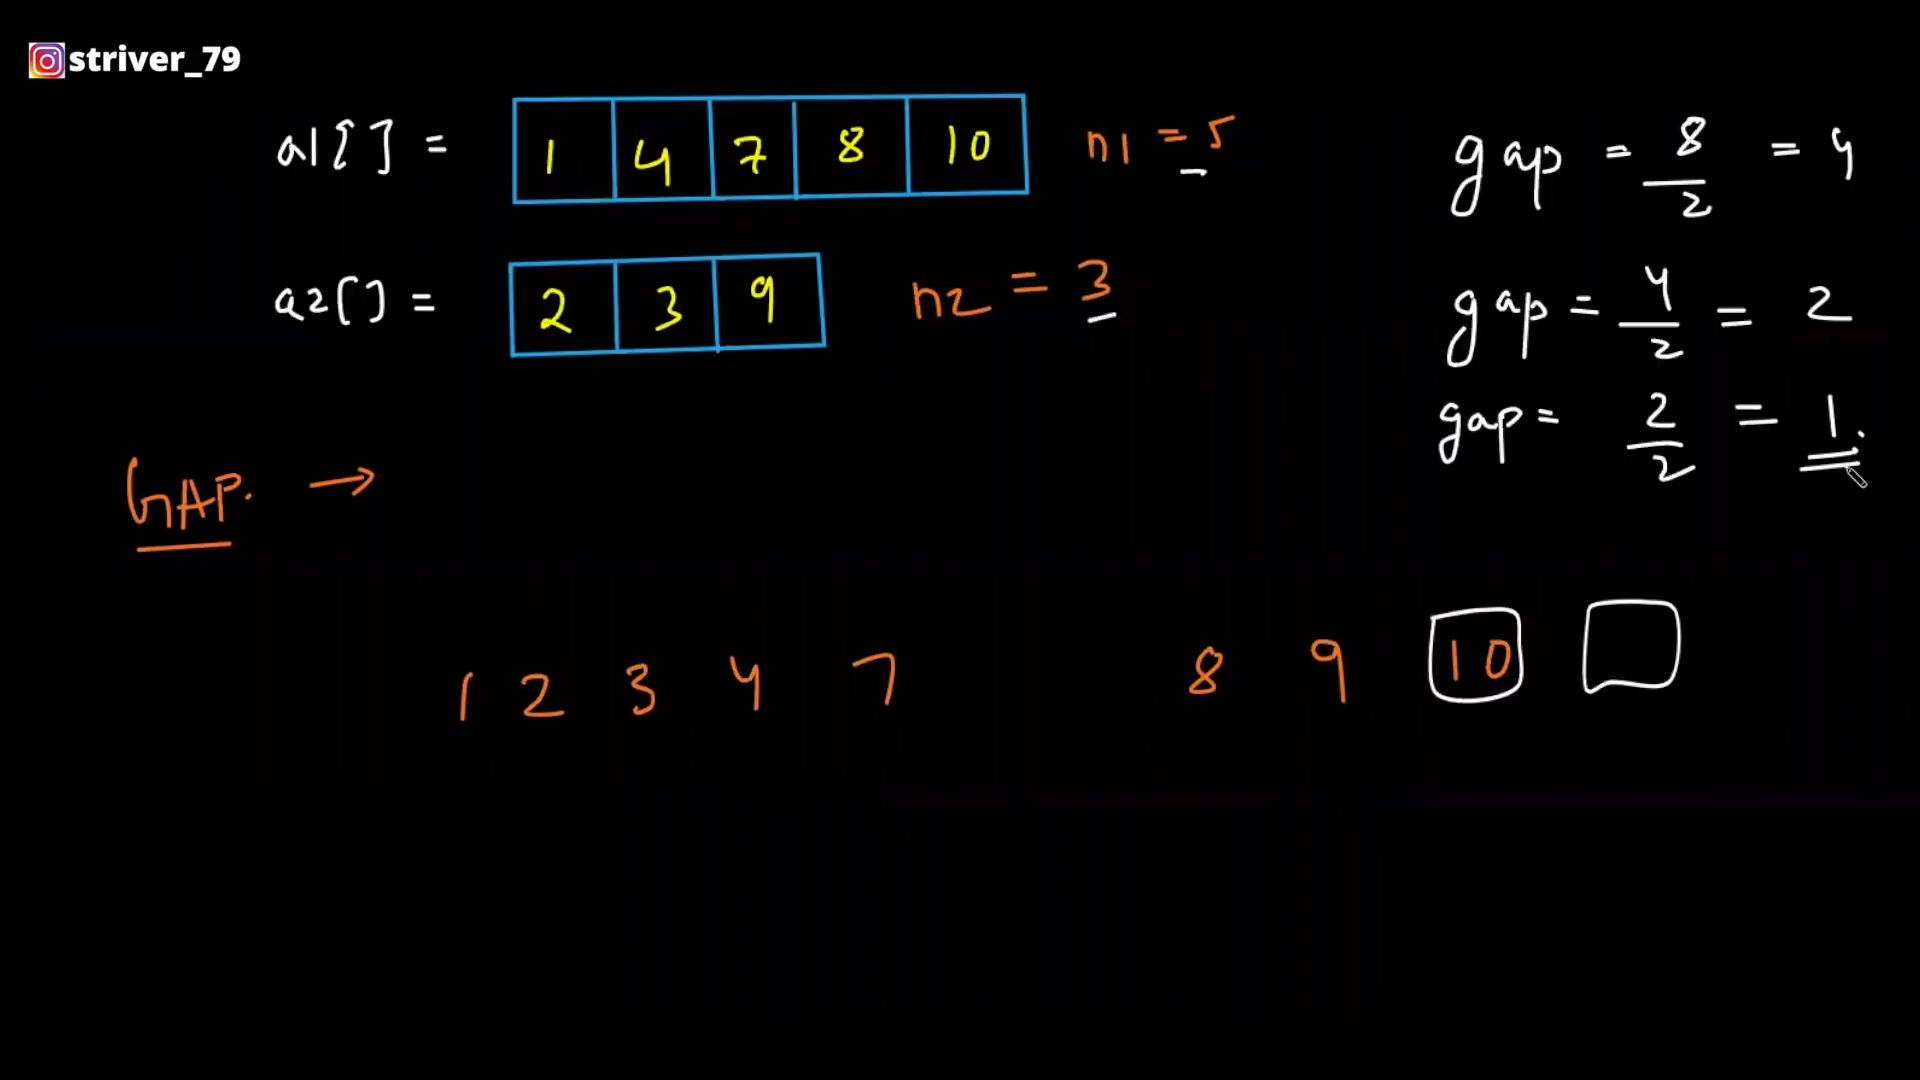 striver_79
a1[] = 1 4 7 8 10 n1 = 5
a2[] = 2 3 9 n2 = 3
gap = 8/2 = 4
gap = 4/2 = 2
gap = 2/2 = 1.
GAP. →
1 2 3 4 7 8 9 10